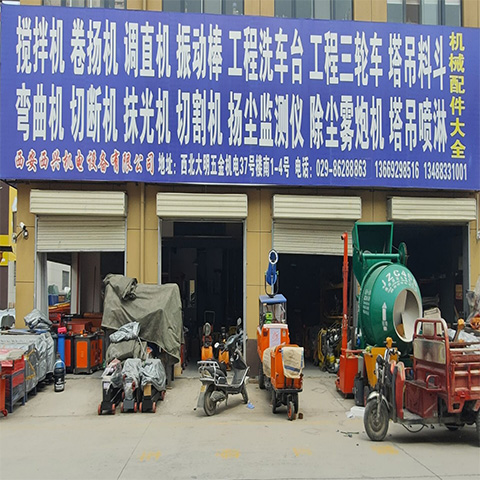 搅拌机 卷扬机 调直机 振动棒 工程洗车台 工程三轮车 塔吊料斗
弯曲机 切断机 抹光机 切割机 扬尘监测仪 除尘雾炮机 塔吊喷淋
机械配件大全
西安西兴机电设备有限公司 地址：西北大明五金机电37号楼南1-4号 电话：029-86288863 13669298516 13488331001